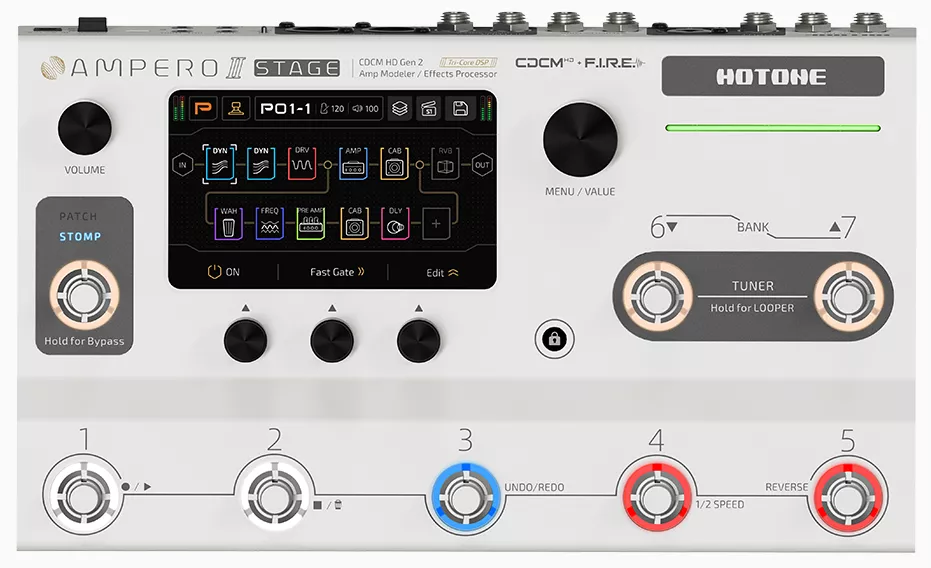 AMPERO II STAGE
CDCM HD Gen 2 Tri-Core DSP
Amp Modeler / Effects Processor
CDCM HD · F.I.R.E.
HOTONE
VOLUME
P P01-1 120 100 S1
MENU / VALUE
IN DYN DYN DRV AMP CAB RVB OUT
WAH FREQ PRE AMP CAB DLY +
ON Fast Gate Edit
PATCH
STOMP
Hold for Bypass
6 BANK 7
TUNER
Hold for LOOPER
1 2 3 4 5
/
/
UNDO/REDO
1/2 SPEED
REVERSE